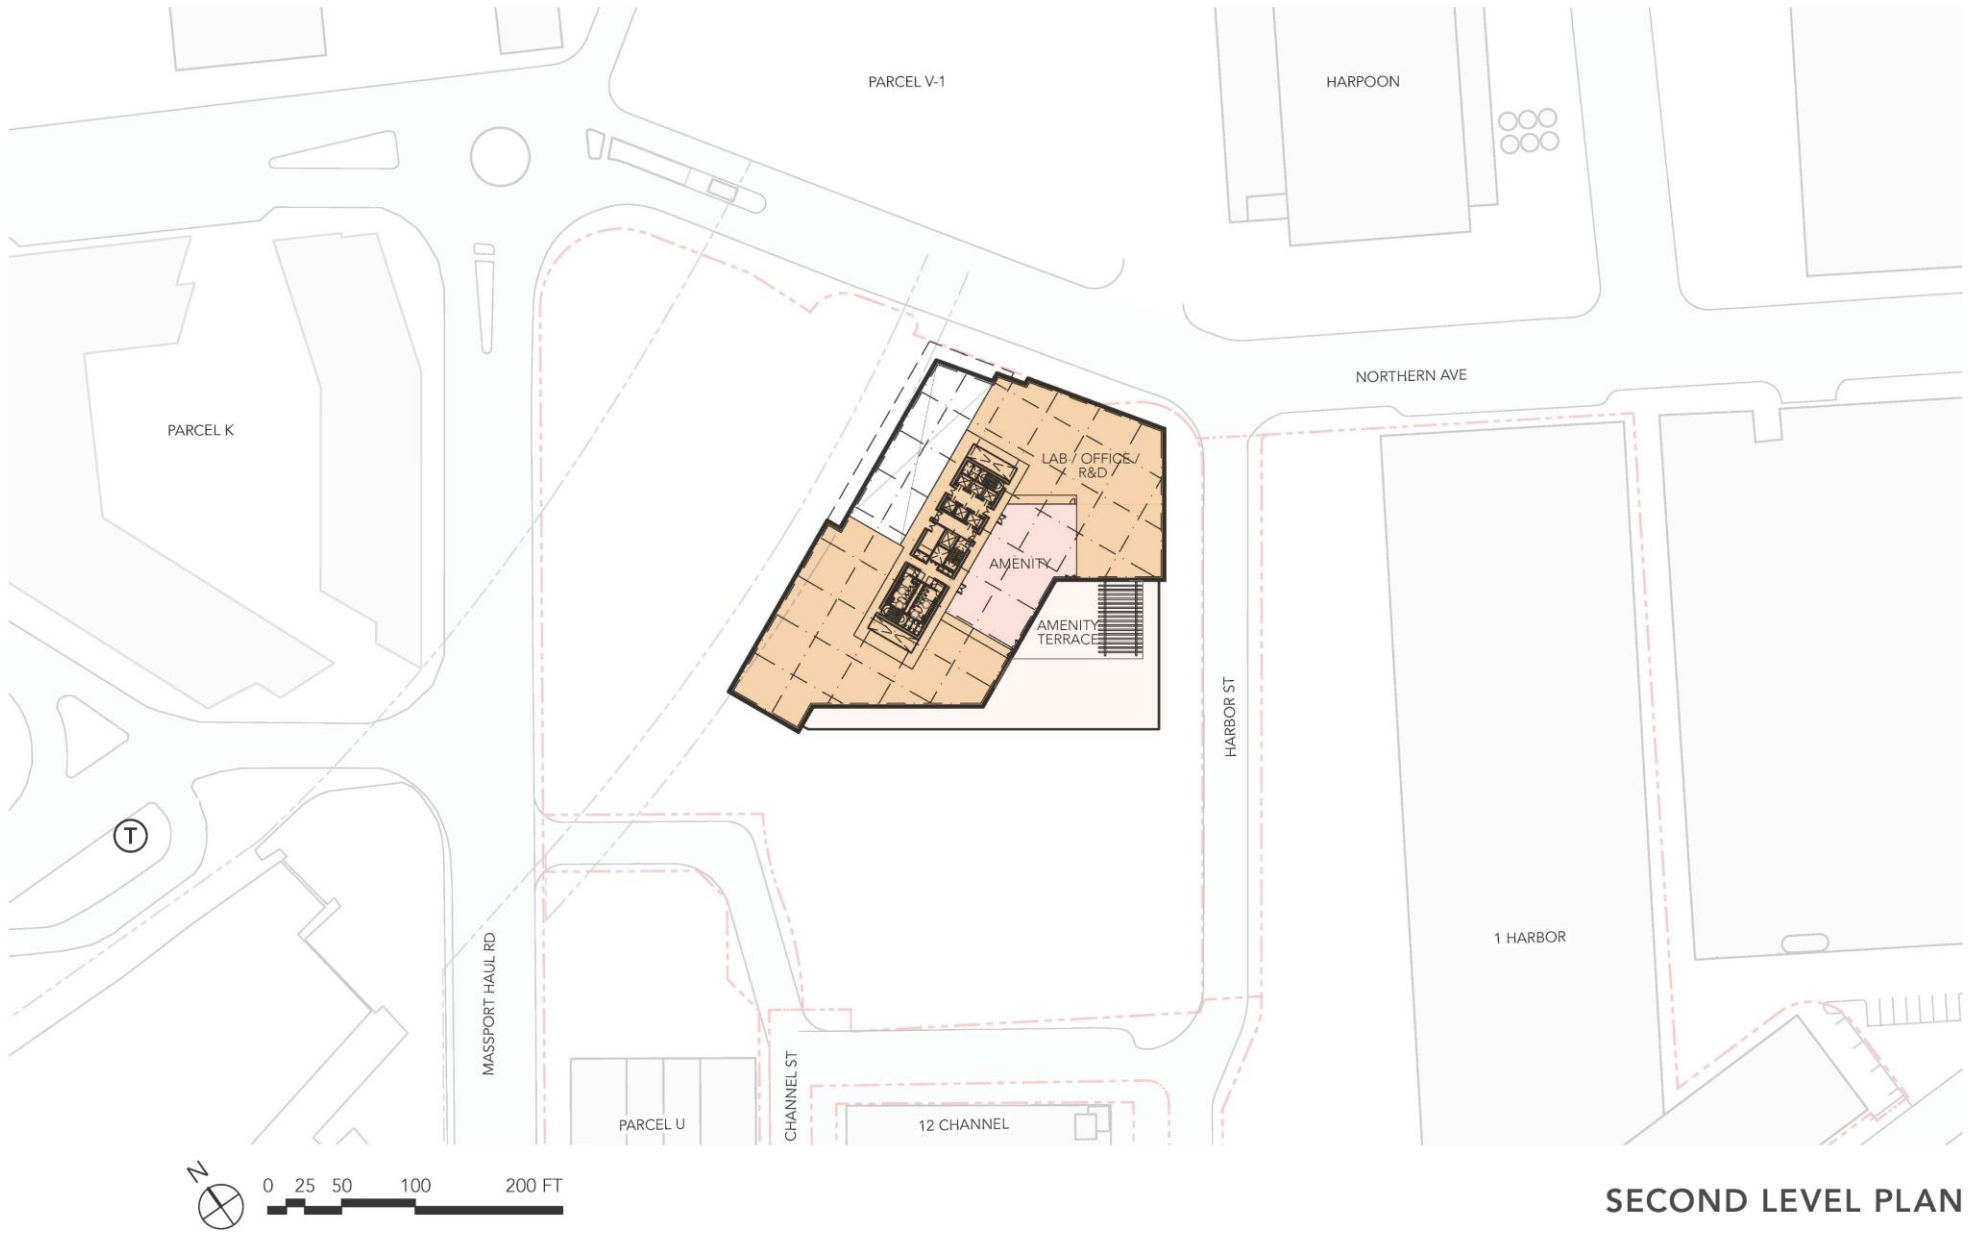 PARCEL V-1
HARPOON
NORTHERN AVE
PARCEL K
LAB / OFFICE /
R&D
AMENITY
AMENITY
TERRACE
HARBOR ST
T
MASSPORT HAUL RD
1 HARBOR
CHANNEL ST
PARCEL U
12 CHANNEL
N
0 25 50 100 200 FT
SECOND LEVEL PLAN